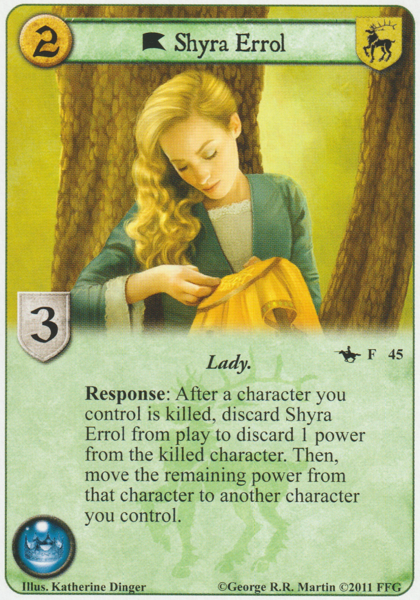 2
Shyra Errol
3
Lady.
F 45
Response: After a character you
control is killed, discard Shyra
Errol from play to discard 1 power
from the killed character. Then,
move the remaining power from
that character to another character
you control.
Illus. Katherine Dinger ©George R.R. Martin ©2011 FFG